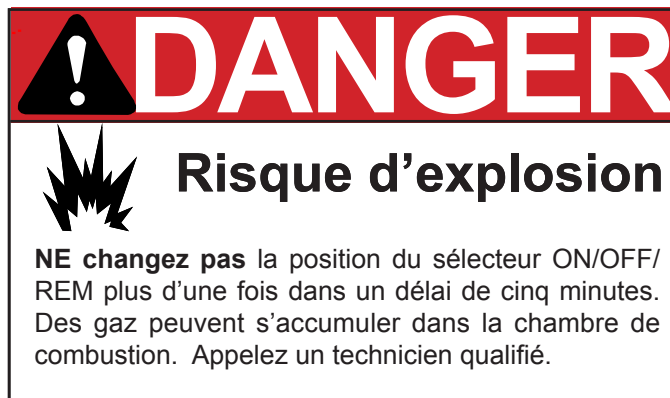 DANGER
Risque d’explosion
NE changez pas la position du sélecteur ON/OFF/
REM plus d’une fois dans un délai de cinq minutes.
Des gaz peuvent s’accumuler dans la chambre de
combustion.  Appelez un technicien qualifié.